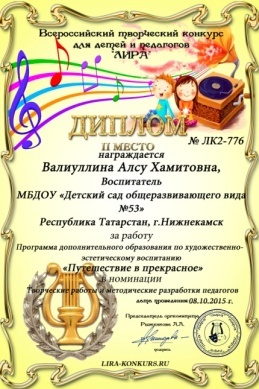 Всероссийский творческий конкурс
для детей и педагогов
"ЛИРА"
ДИПЛОМ
№ ЛК2-776
II МЕСТО
награждается
Валиуллина Алсу Хамитовна,
Воспитатель
МБДОУ «Детский сад общеразвивающего вида
№53»
Республика Татарстан, г.Нижнекамск
за работу
Программа дополнительного образования по художественно-
эстетическому воспитанию
«Путешествие в прекрасное»
в номинации
Творческие работы и методические разработки педагогов
дата проведения 08.10.2015 г.
Председатель оргкомитета
LIRA-KONKURS.RU